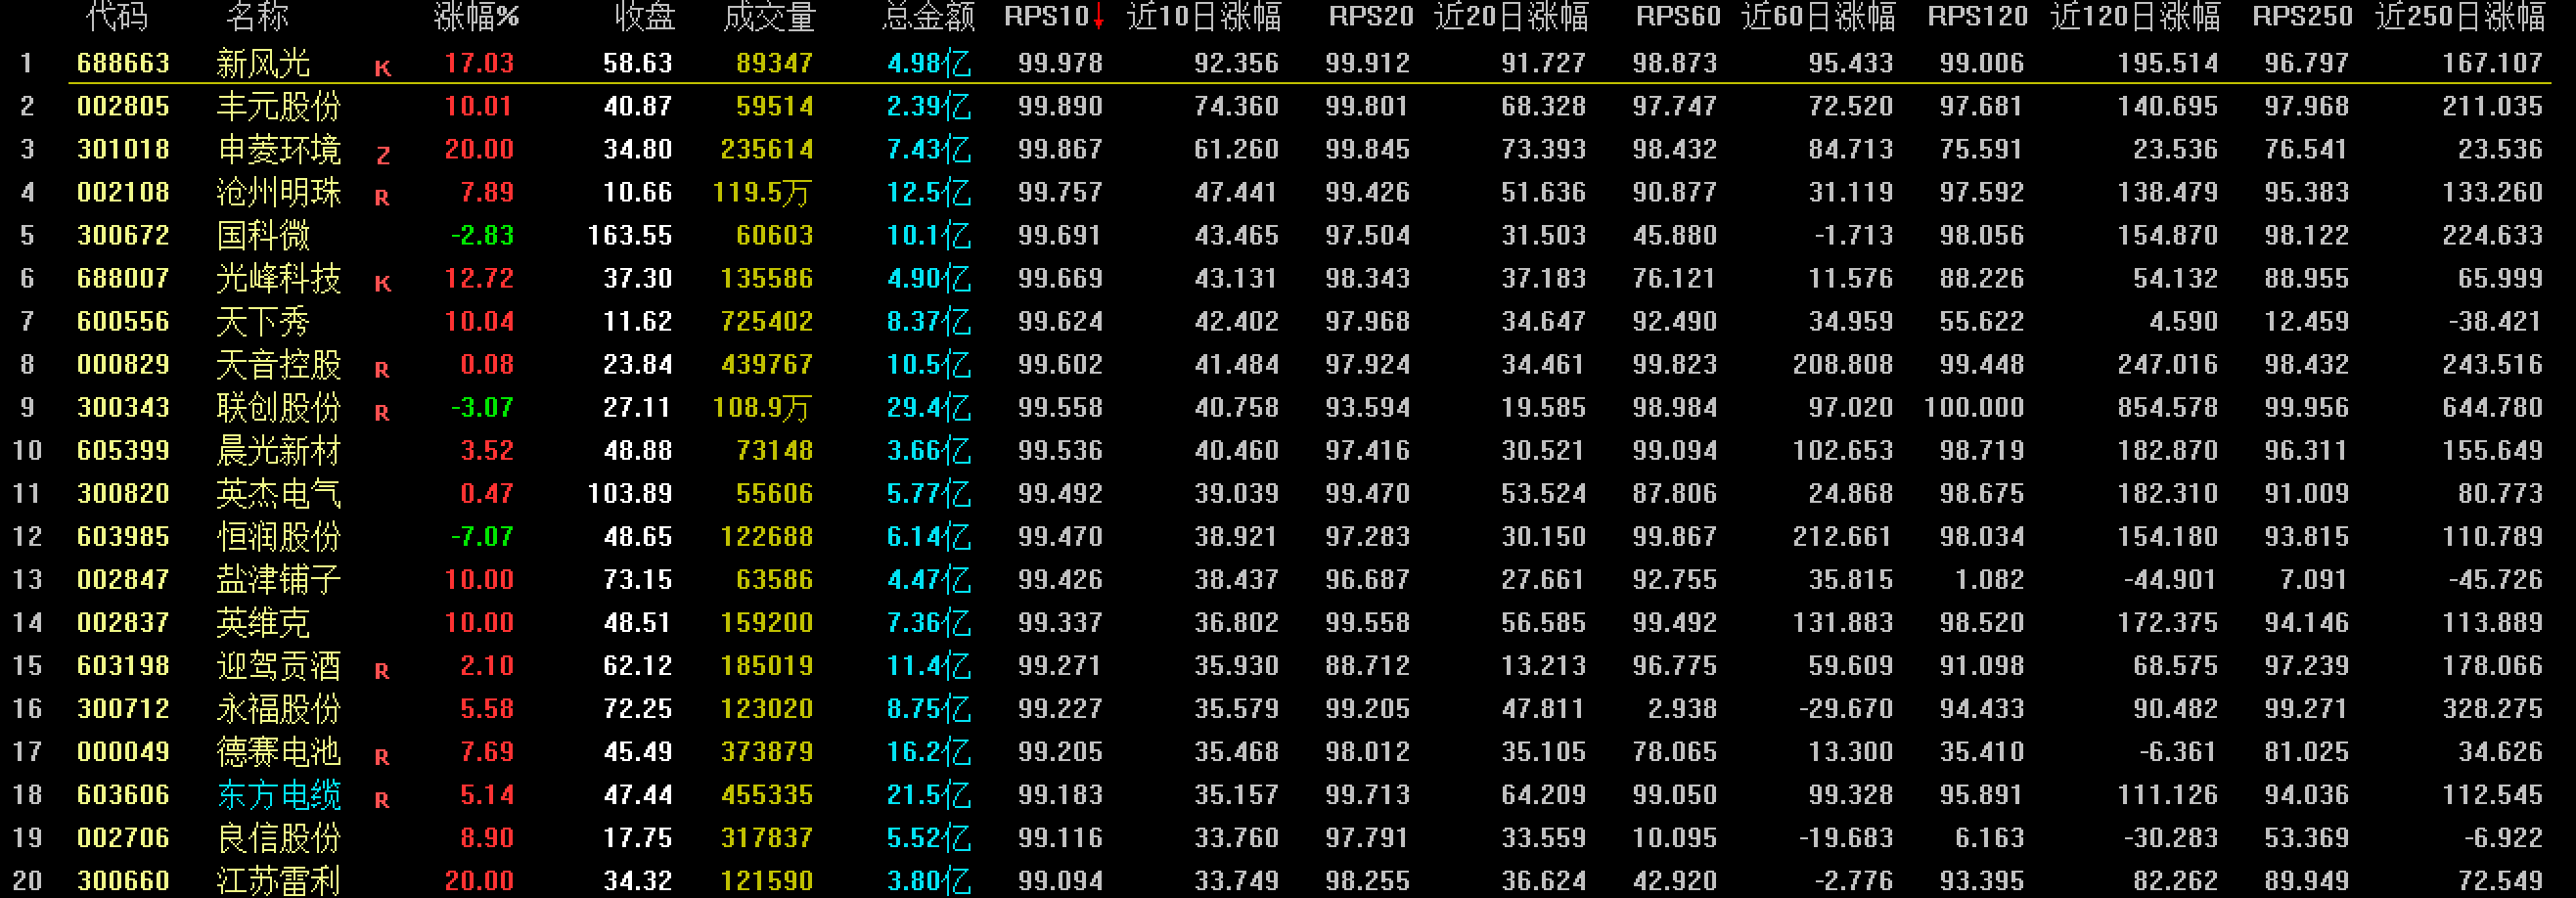 代码 名称 涨幅% 收盘 成交量 总金额 RPS10↓ 近10日涨幅 RPS20 近20日涨幅 RPS60 近60日涨幅 RPS120 近120日涨幅 RPS250 近250日涨幅
1 688663 新风光 K 17.03 58.63 89347 4.98亿 99.978 92.356 99.912 91.727 98.873 95.433 99.006 195.514 96.797 167.107
2 002805 丰元股份 10.01 40.87 59514 2.39亿 99.890 74.360 99.801 68.328 97.747 72.520 97.681 140.695 97.968 211.035
3 301018 申菱环境 Z 20.00 34.80 235614 7.43亿 99.867 61.260 99.845 73.393 98.432 84.713 75.591 23.536 76.541 23.536
4 002108 沧州明珠 R 7.89 10.66 119.5万 12.5亿 99.757 47.441 99.426 51.636 90.877 31.119 97.592 138.479 95.383 133.260
5 300672 国科微 -2.83 163.55 60603 10.1亿 99.691 43.465 97.504 31.503 45.880 -1.713 98.056 154.870 98.122 224.633
6 688007 光峰科技 K 12.72 37.30 135586 4.90亿 99.669 43.131 98.343 37.183 76.121 11.576 88.226 54.132 88.955 65.999
7 600556 天下秀 10.04 11.62 725402 8.37亿 99.624 42.402 97.968 34.647 92.490 34.959 55.622 4.590 12.459 -38.421
8 000829 天音控股 R 0.08 23.84 439767 10.5亿 99.602 41.484 97.924 34.461 99.823 208.808 99.448 247.016 98.432 243.516
9 300343 联创股份 R -3.07 27.11 108.9万 29.4亿 99.558 40.758 93.594 19.585 98.984 97.020 100.000 854.578 99.956 644.780
10 605399 晨光新材 3.52 48.88 73148 3.66亿 99.536 40.460 97.416 30.521 99.094 102.653 98.719 182.870 96.311 155.649
11 300820 英杰电气 0.47 103.89 55606 5.77亿 99.492 39.039 99.470 53.524 87.806 24.868 98.675 182.310 91.009 80.773
12 603985 恒润股份 -7.07 48.65 122688 6.14亿 99.470 38.921 97.283 30.150 99.867 212.661 98.034 154.180 93.815 110.789
13 002847 盐津铺子 10.00 73.15 63586 4.47亿 99.426 38.437 96.687 27.661 92.755 35.815 1.082 -44.901 7.091 -45.726
14 002837 英维克 10.00 48.51 159200 7.36亿 99.337 36.802 99.558 56.585 99.492 131.883 98.520 172.375 94.146 113.889
15 603198 迎驾贡酒 R 2.10 62.12 185019 11.4亿 99.271 35.930 88.712 13.213 96.775 59.609 91.098 68.575 97.239 178.066
16 300712 永福股份 5.58 72.25 123020 8.75亿 99.227 35.579 99.205 47.811 2.938 -29.670 94.433 90.482 99.271 328.275
17 000049 德赛电池 R 7.69 45.49 373879 16.2亿 99.205 35.468 98.012 35.105 78.065 13.300 35.410 -6.361 81.025 34.626
18 603606 东方电缆 R 5.14 47.44 455335 21.5亿 99.183 35.157 99.713 64.209 99.050 99.328 95.891 111.126 94.036 112.545
19 002706 良信股份 8.90 17.75 317837 5.52亿 99.116 33.760 97.791 33.559 10.095 -19.683 6.163 -30.283 53.369 -6.922
20 300660 江苏雷利 20.00 34.32 121590 3.80亿 99.094 33.749 98.255 36.624 42.920 -2.776 93.395 82.262 89.949 72.549